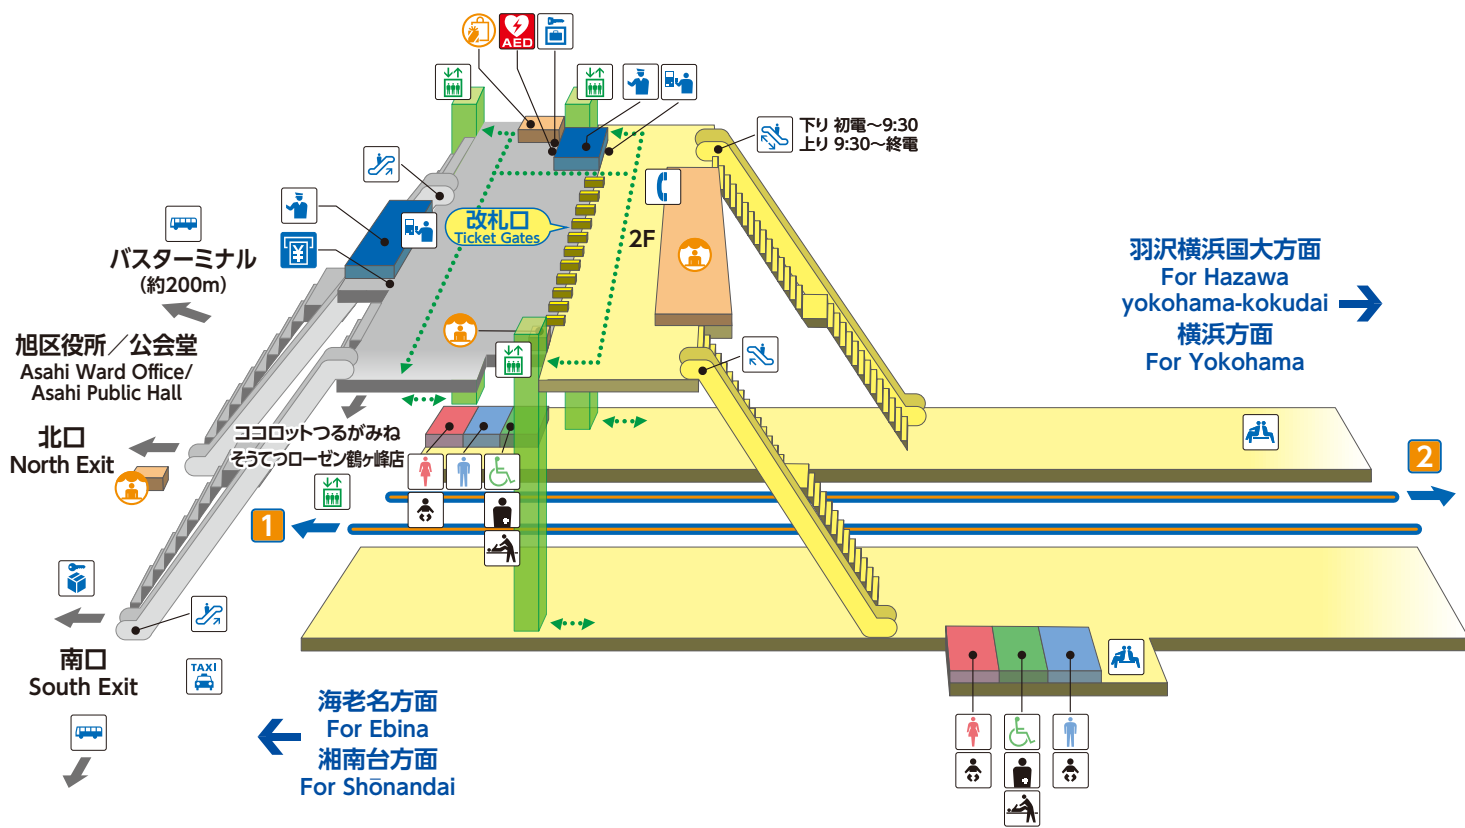 AED
下り 初電～9:30
上り 9:30～終電
改札口
Ticket Gates
2F
¥
バスターミナル
(約200m)
旭区役所／公会堂
Asahi Ward Office/
Asahi Public Hall
北口
North Exit
ココロットつるがみね
そうてつローゼン鶴ヶ峰店
羽沢横浜国大方面
For Hazawa
yokohama-kokudai
横浜方面
For Yokohama
2
1
南口
South Exit
TAXI
海老名方面
For Ebina
湘南台方面
For Shōnandai